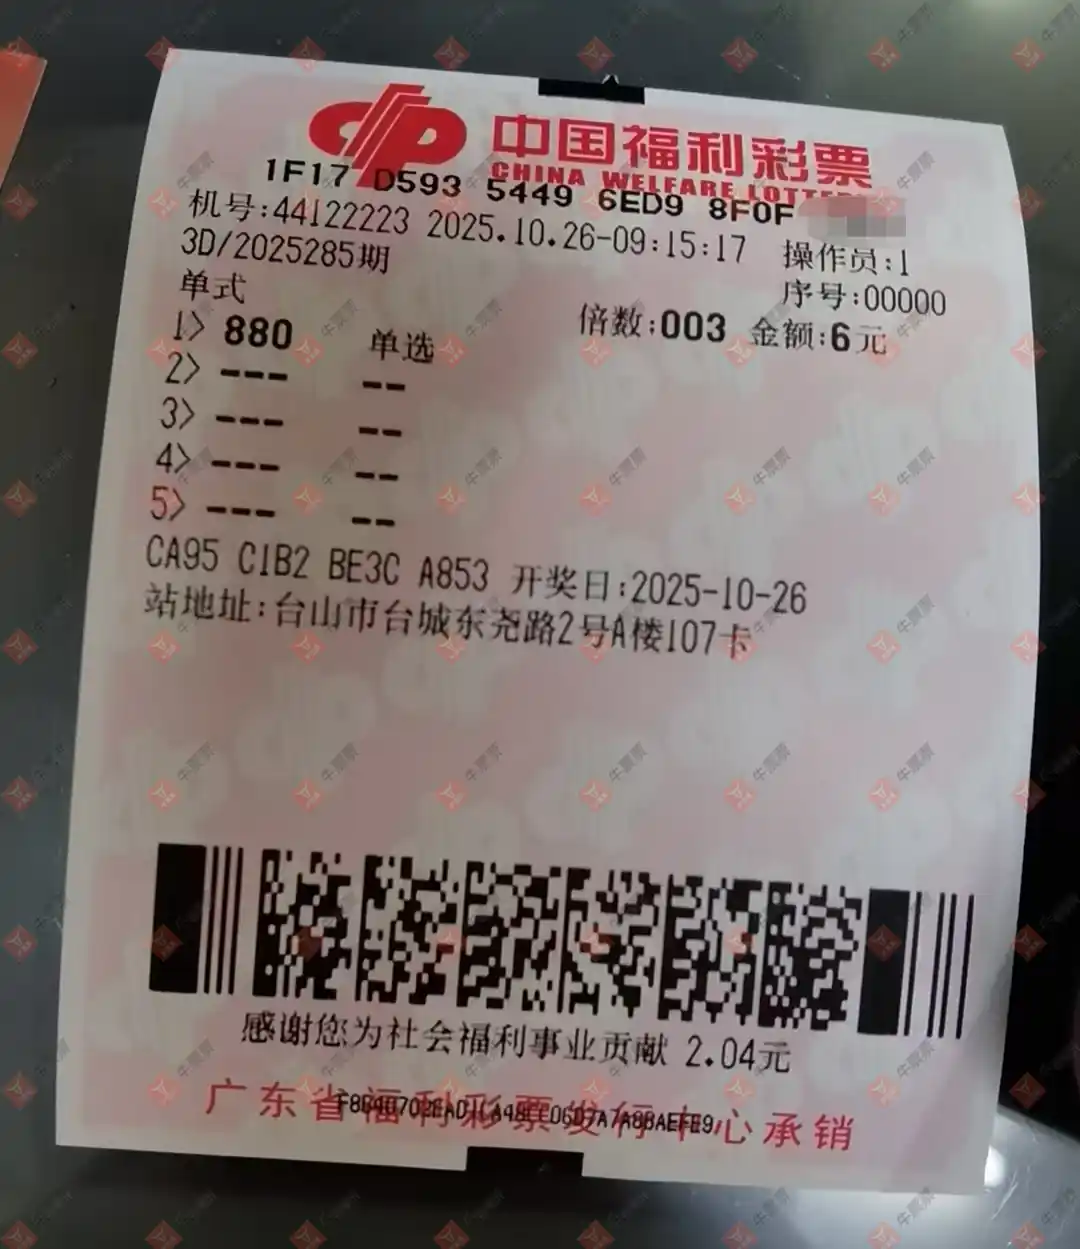 中国福利彩票
CHINA WELFARE LOTTERY
1F17 D593 5449 6ED9 8F0F
机号:44122223 2025.10.26-09:15:17 操作员:1
3D/2025285期 序号:00000
单式 倍数:003 金额:6元
1> 880 单选
2> --- --
3> --- --
4> --- --
5> --- --
CA95 C1B2 BE3C A853 开奖日:2025-10-26
站地址:台山市台城东尧路2号A楼107卡
感谢您为社会福利事业贡献 2.04元
广东省福利彩票发行中心承销
牛票票